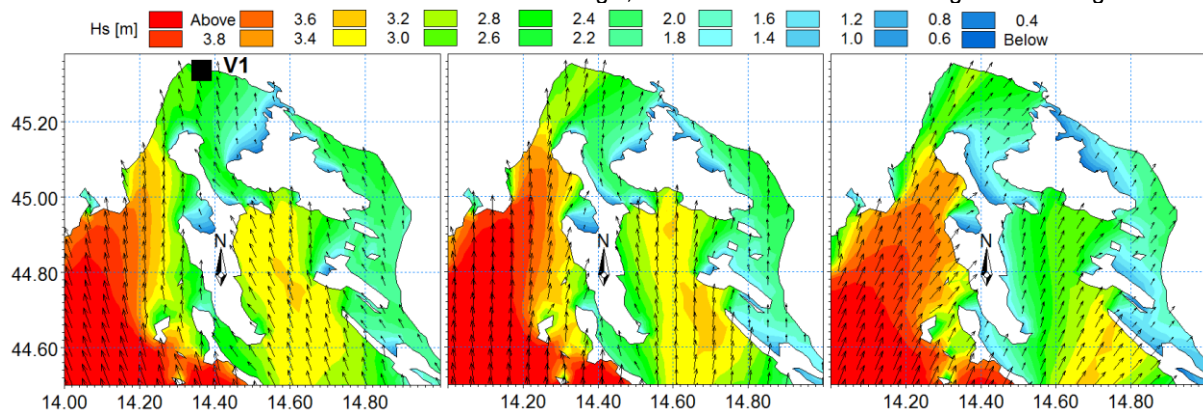 Hs [m] Above 3.6 3.2 2.8 2.4 2.0 1.6 1.2 0.8 0.4
3.8 3.4 3.0 2.6 2.2 1.8 1.4 1.0 0.6 Below
V1
45.20
45.00
N N N
44.80
44.60
14.00 14.20 14.40 14.60 14.80 14.20 14.40 14.60 14.80 14.20 14.40 14.60 14.80